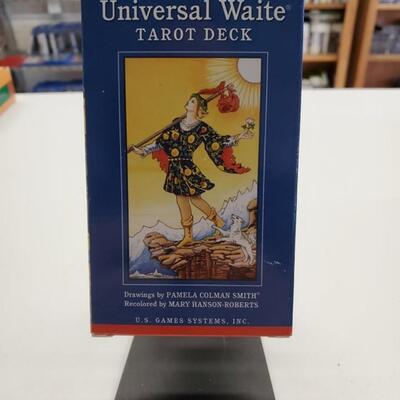 Universal Waite®
TAROT DECK
Drawings by PAMELA COLMAN SMITH®
Recolored by MARY HANSON-ROBERTS
U.S. GAMES SYSTEMS, INC.